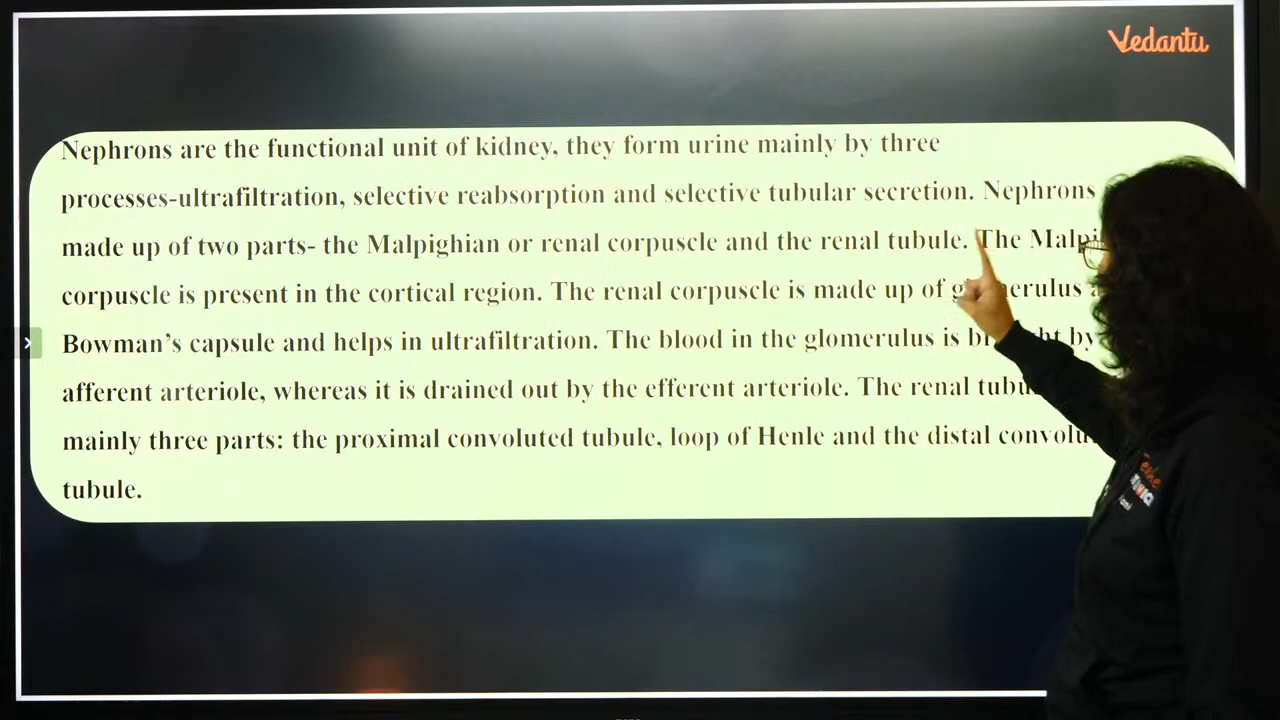 Vedantu
Nephrons are the functional unit of kidney, they form urine mainly by three
processes-ultrafiltration, selective reabsorption and selective tubular secretion. Nephrons
made up of two parts- the Malpighian or renal corpuscle and the renal tubule. The
corpuscle is present in the cortical region. The renal corpuscle is made up of
Bowman’s capsule and helps in ultrafiltration. The blood in the glomerulus is by
afferent arteriole, whereas it is drained out by the efferent arteriole. The renal
mainly three parts: the proximal convoluted tubule, loop of Henle and the distal
tubule.